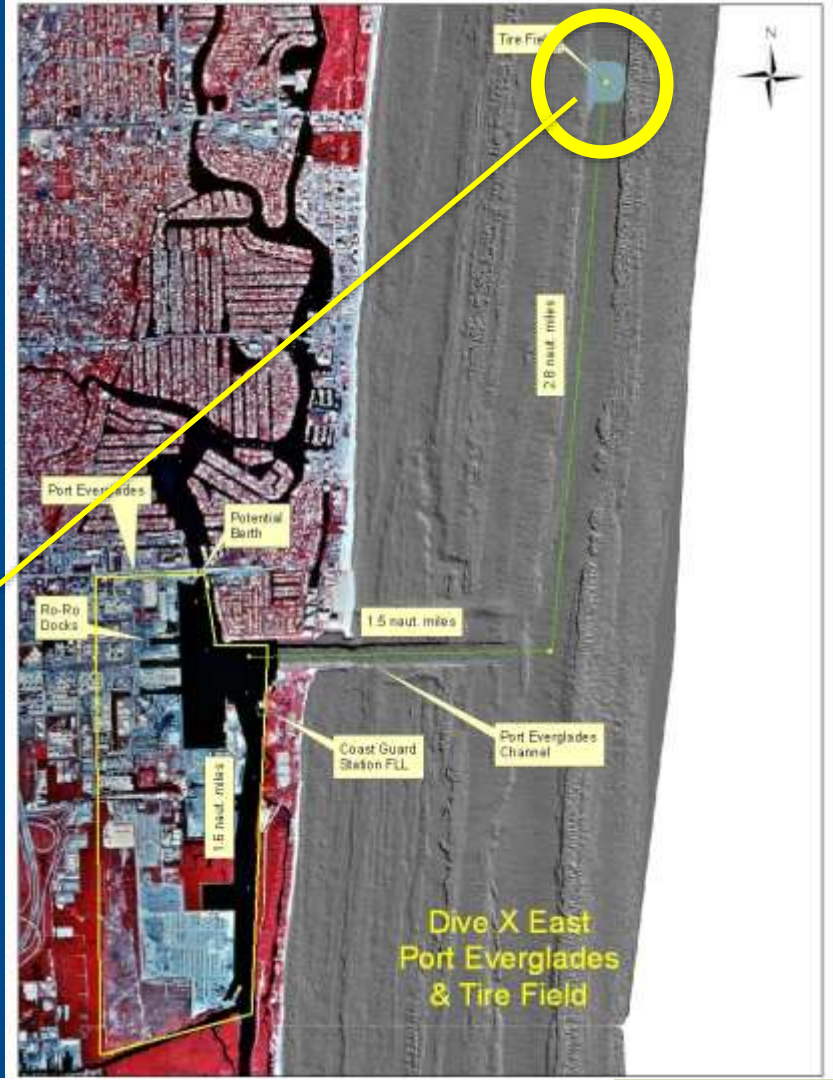 Tire Field
N
2.8 naut. miles
Port Everglades
Potential
Berth
Ro-Ro
Docks
1.5 naut. miles
Coast Guard
Station FLL
Port Everglades
Channel
1.6 naut. miles
Dive X East
Port Everglades
& Tire Field